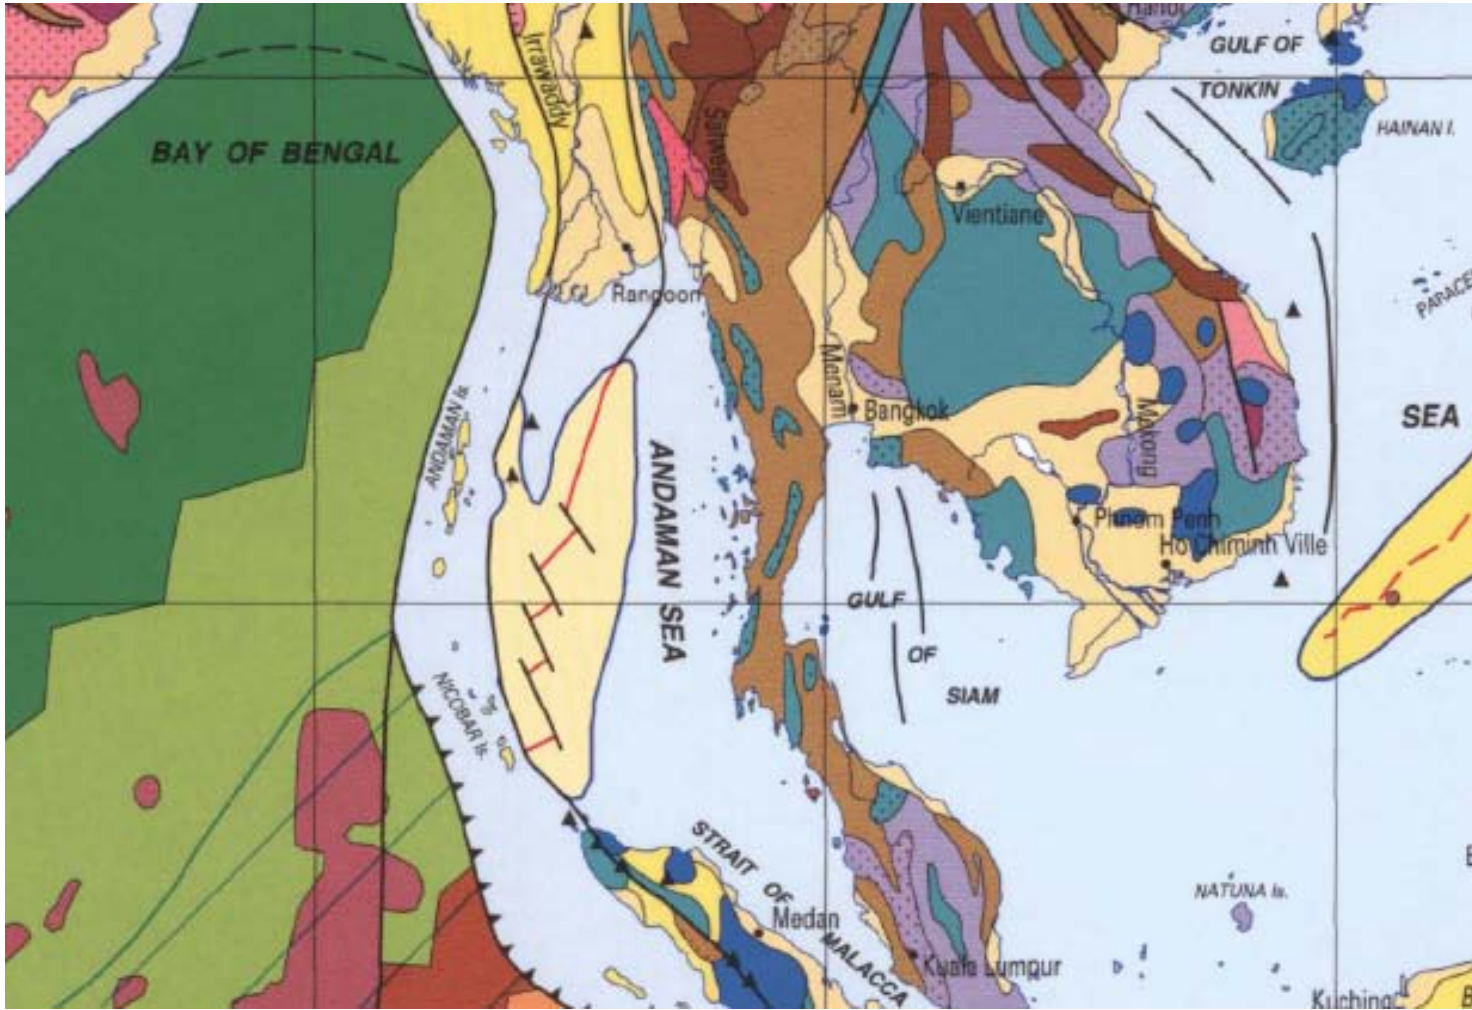 Hanoi
GULF OF
TONKIN
HAINAN I.
Irrawaddy
Salween
BAY OF BENGAL
Vientiane
Rangoon
PARACE
Menam
Bangkok
Mekong
SEA
ANDAMAN Is.
ANDAMAN SEA
Phnom Penh
Ho Chiminh Ville
GULF
OF
SIAM
NICOBAR Is.
STRAIT OF
MALACCA
Medan
Kuala Lumpur
NATUNA Is.
Kuching
B